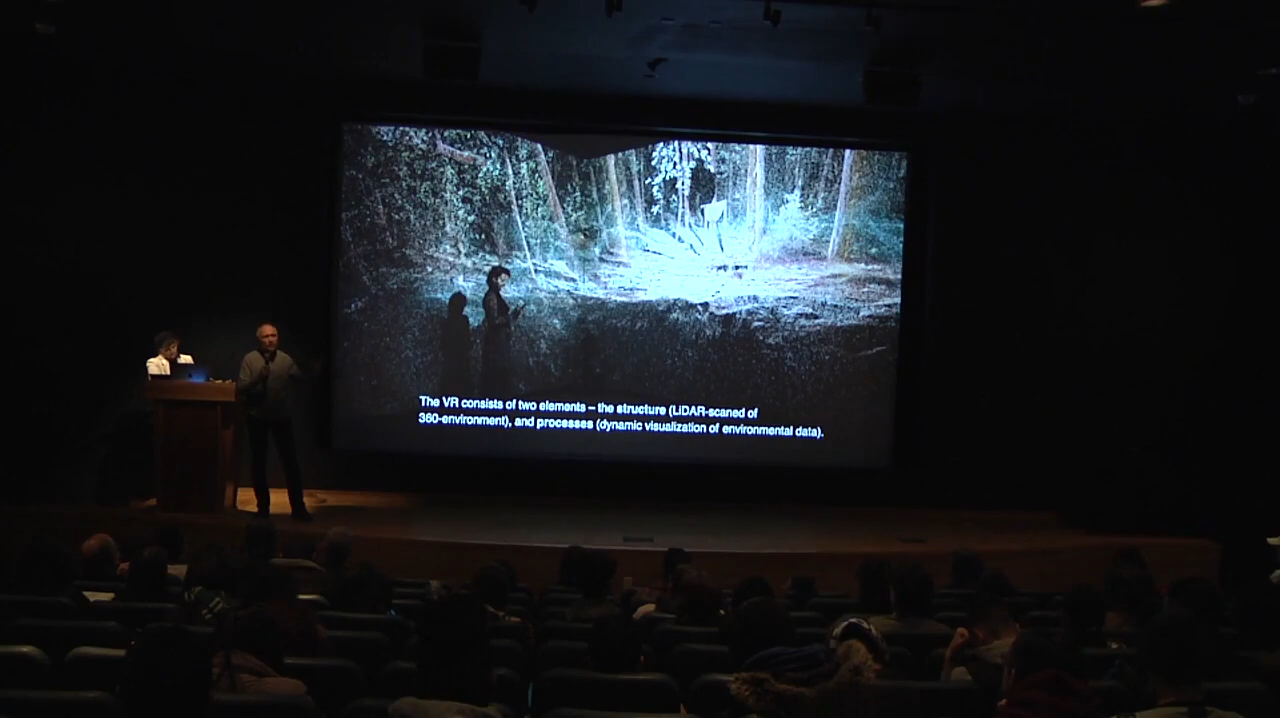 The VR consists of two elements – the structure (LiDAR-scaned of
360-environment), and processes (dynamic visualization of environmental data).